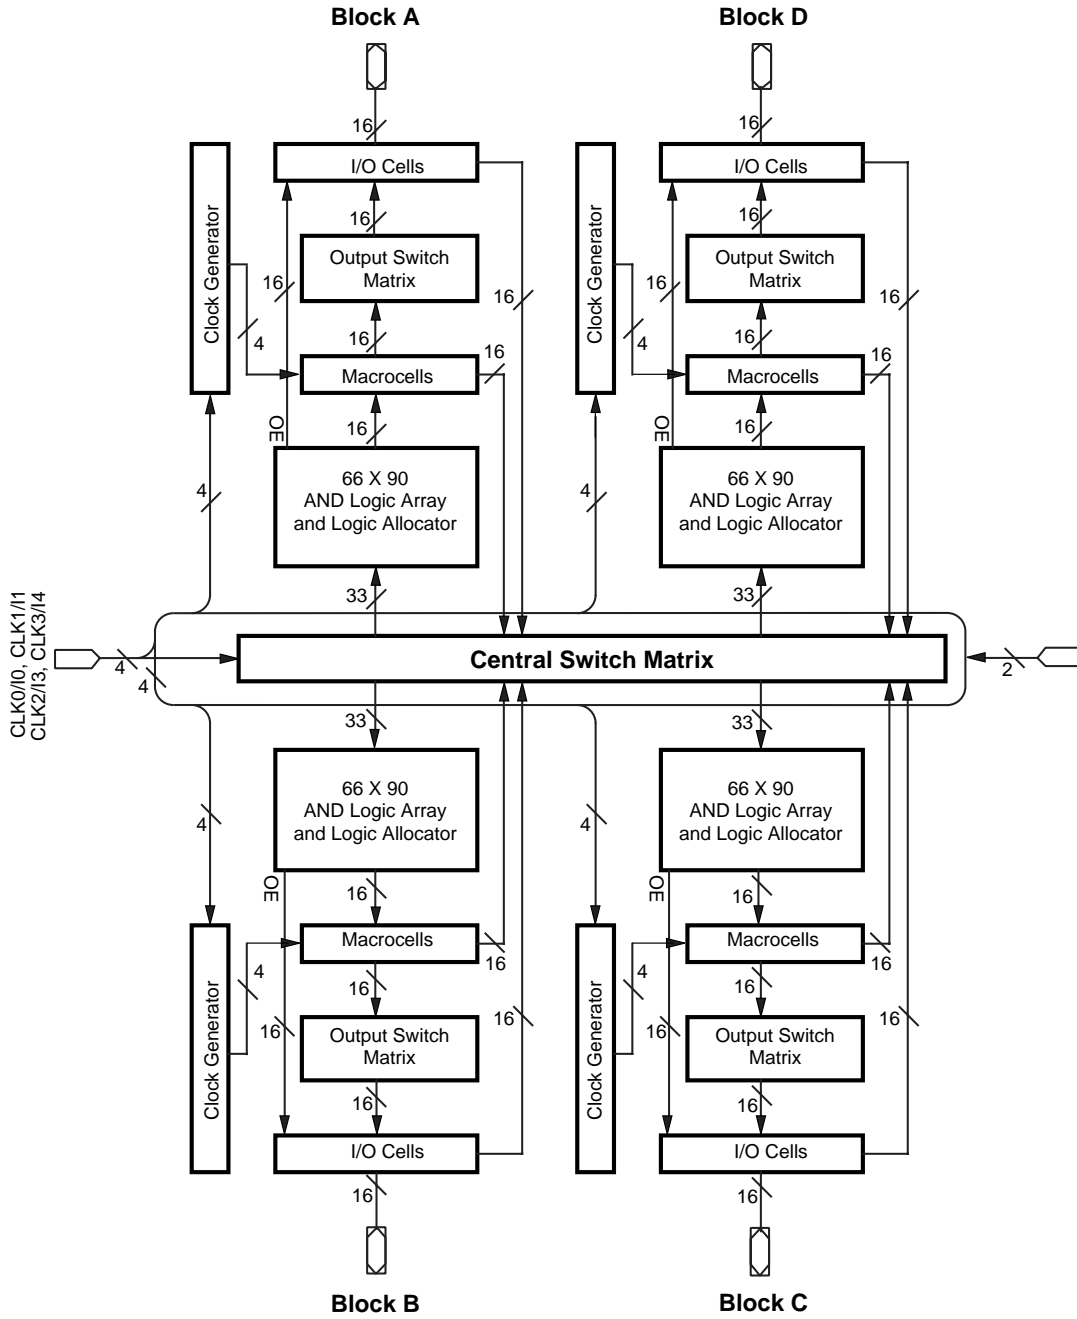 Block A
Block D
16
16
I/O Cells
I/O Cells
Clock Generator
Clock Generator
16
16
Output Switch
Matrix
Output Switch
Matrix
16
16
16
16
4
4
16
16
16
16
Macrocells
Macrocells
OE
OE
16
16
66 X 90
AND Logic Array
and Logic Allocator
66 X 90
AND Logic Array
and Logic Allocator
4
4
33
33
CLK0/I0, CLK1/I1
CLK2/I3, CLK3/I4
4
4
Central Switch Matrix
2
33
33
66 X 90
AND Logic Array
and Logic Allocator
66 X 90
AND Logic Array
and Logic Allocator
4
4
OE
OE
16
16
Macrocells
Macrocells
16
16
4
4
16
16
Clock Generator
Clock Generator
16
16
16
16
Output Switch
Matrix
Output Switch
Matrix
16
16
I/O Cells
I/O Cells
16
16
Block B
Block C